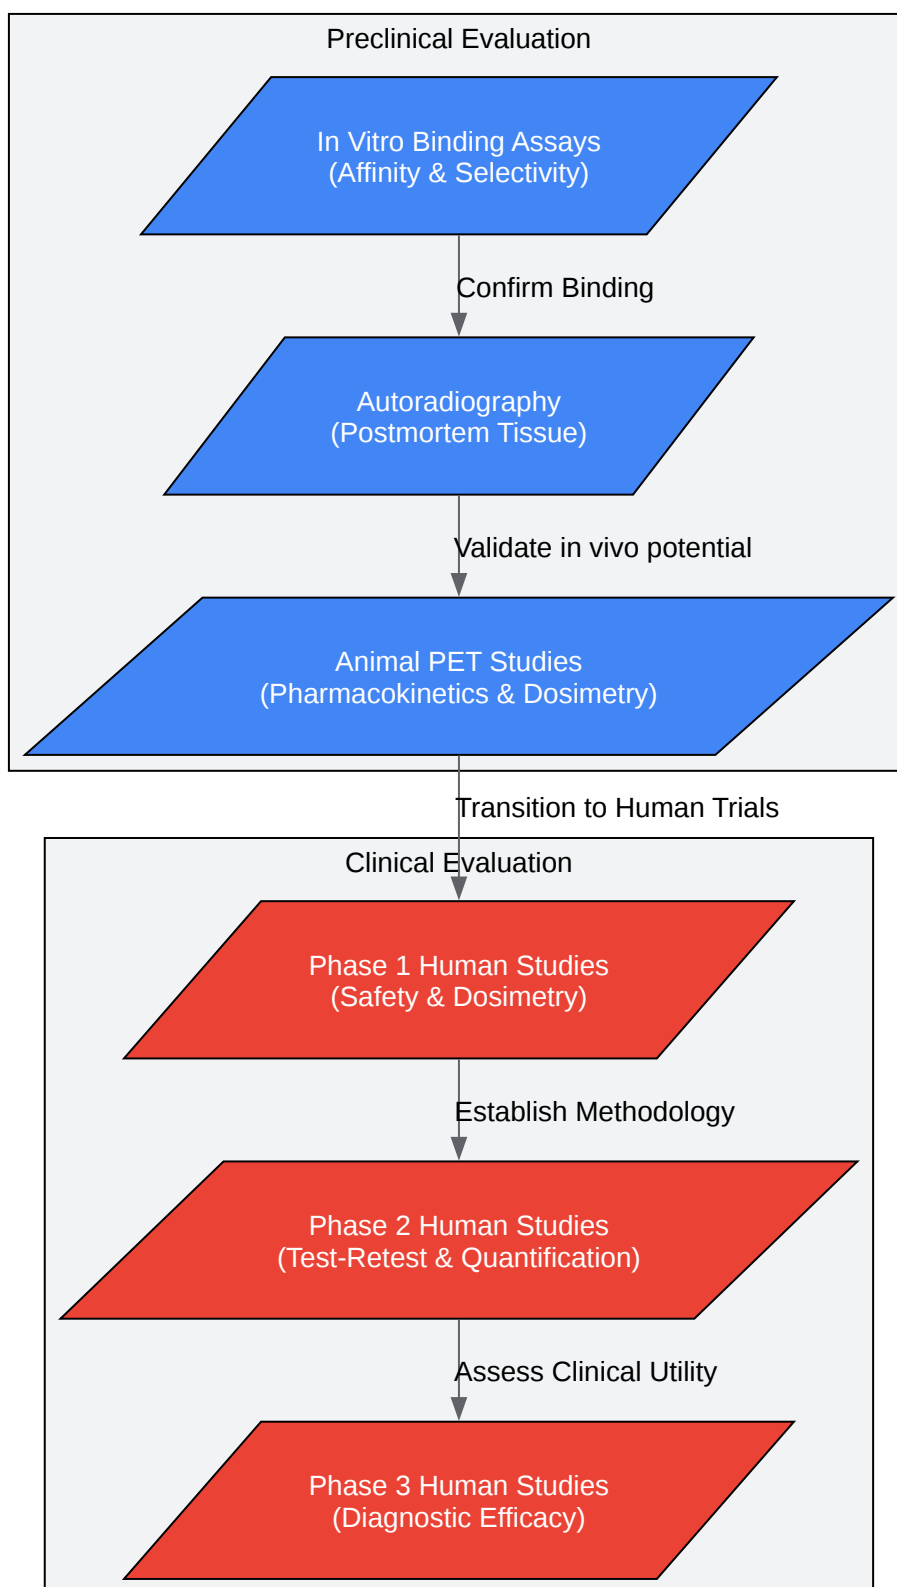 Preclinical Evaluation
In Vitro Binding Assays
(Affinity & Selectivity)
Confirm Binding
Autoradiography
(Postmortem Tissue)
Validate in vivo potential
Animal PET Studies
(Pharmacokinetics & Dosimetry)
Transition to Human Trials
Clinical Evaluation
Phase 1 Human Studies
(Safety & Dosimetry)
Establish Methodology
Phase 2 Human Studies
(Test-Retest & Quantification)
Assess Clinical Utility
Phase 3 Human Studies
(Diagnostic Efficacy)